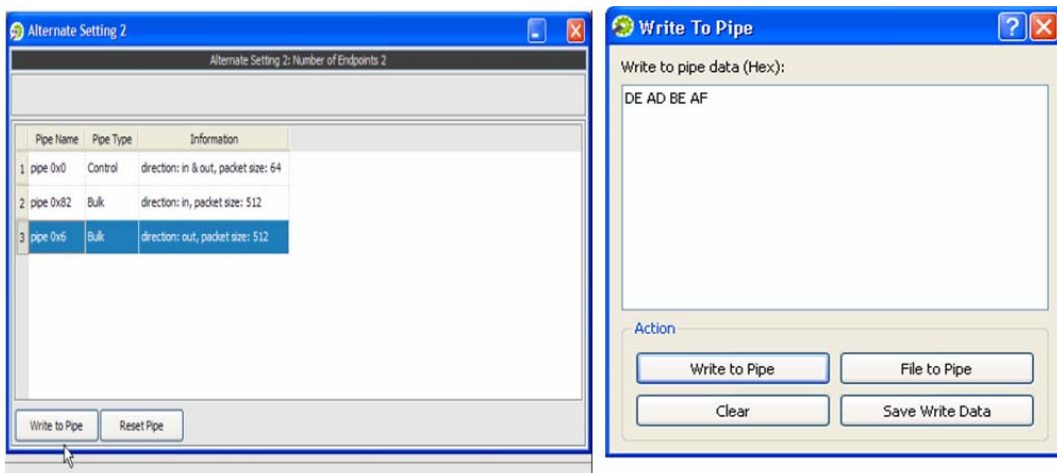 Alternate Setting 2
Alternate Setting 2: Number of Endpoints 2
Pipe Name Pipe Type Information
1 pipe 0x0 Control direction: in & out, packet size: 64
2 pipe 0x82 Bulk direction: in, packet size: 512
3 pipe 0x6 Bulk direction: out, packet size: 512
Write to Pipe Reset Pipe
Write To Pipe
Write to pipe data (Hex):
DE AD BE AF
Action
Write to Pipe File to Pipe
Clear Save Write Data